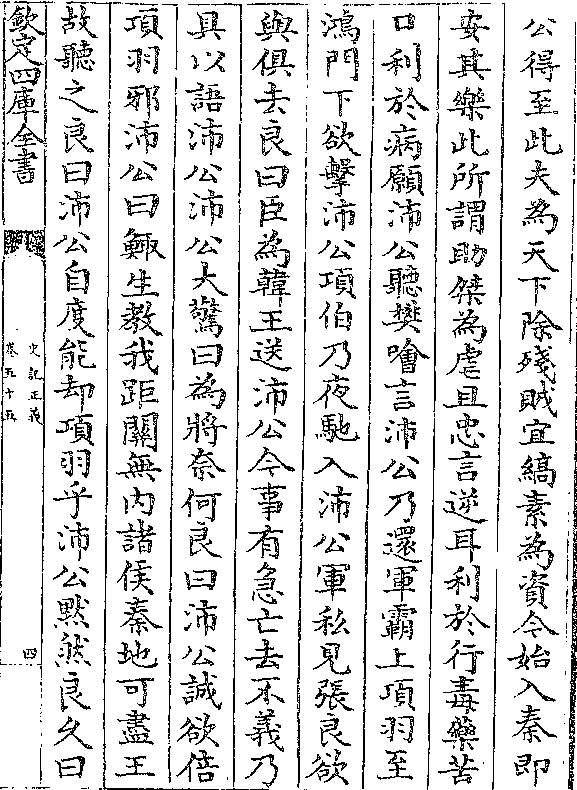 公得至此夫為天下除殘賊宜縞素為資今始入秦即
安其樂此所謂助桀為虐且忠言逆耳利於行毒藥苦
口利於病願沛公聽樊噲言沛公乃還軍霸上項羽至
鴻門下欲擊沛公項伯乃夜馳入沛公軍私見張良欲
與俱去良曰臣為韓王送沛公今事有急亡去不義乃
具以語沛公沛公大驚曰為將奈何良曰沛公誠欲倍
項羽邪沛公曰鯫生教我距關無內諸侯秦地可盡王
故聽之良曰沛公自度能却項羽乎沛公黙然良久曰
欽定四庫全書
史記正義
卷五十五
四